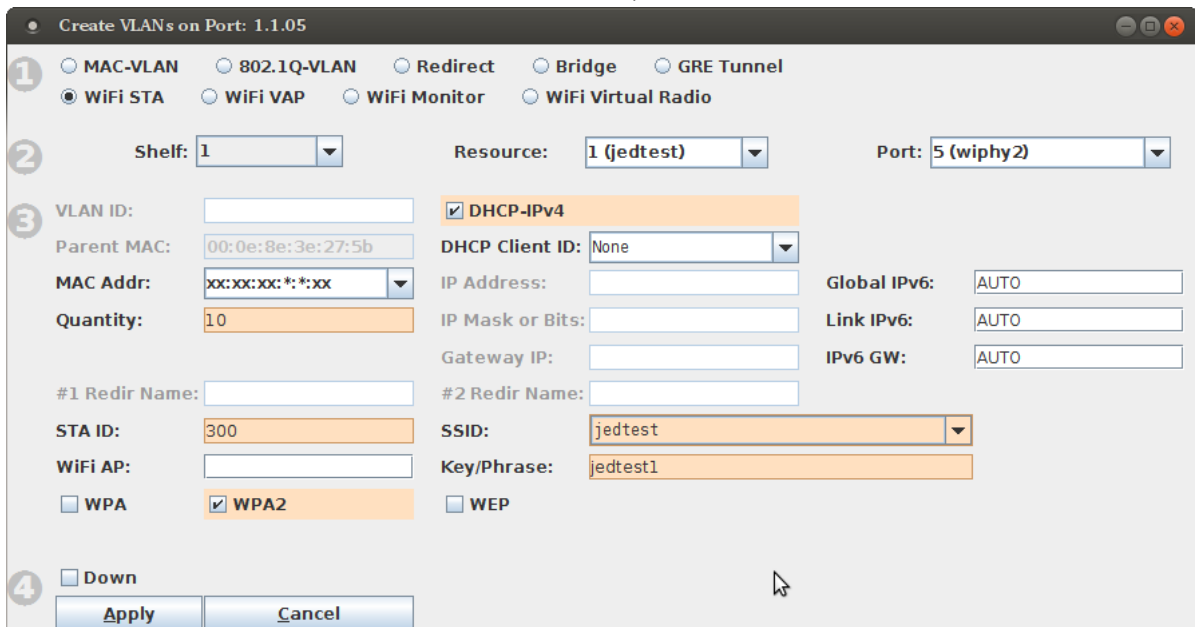 Create VLANs on Port: 1.1.05
1 MAC-VLAN 802.1Q-VLAN Redirect Bridge GRE Tunnel
WiFi STA WiFi VAP WiFi Monitor WiFi Virtual Radio
2 Shelf: 1 Resource: 1 (jedtest) Port: 5 (wiphy2)
3 VLAN ID: DHCP-IPv4
Parent MAC: 00:0e:8e:3e:27:5b DHCP Client ID: None
MAC Addr: xx:xx:xx:*:*:xx IP Address: Global IPv6: AUTO
Quantity: 10 IP Mask or Bits: Link IPv6: AUTO
Gateway IP: IPv6 GW: AUTO
#1 Redir Name: #2 Redir Name:
STA ID: 300 SSID: jedtest
WiFi AP: Key/Phrase: jedtest1
WPA WPA2 WEP
4 Down
Apply Cancel